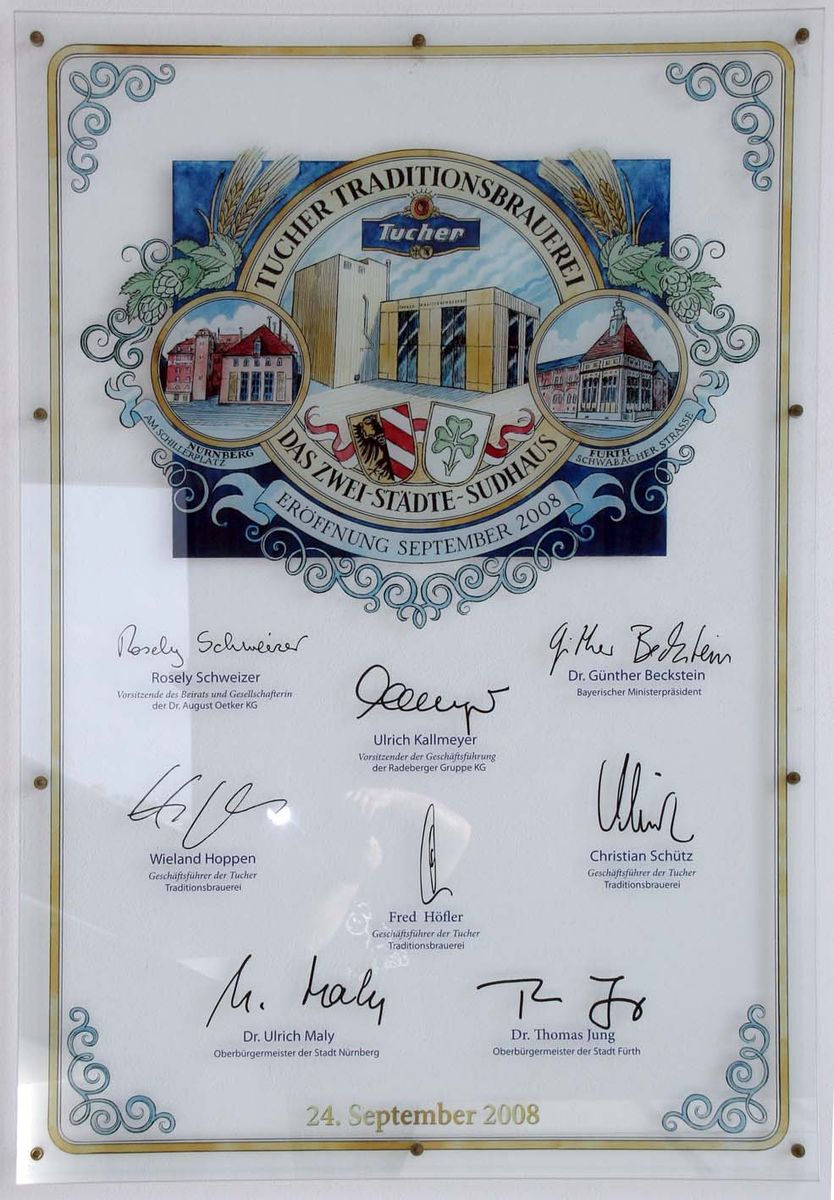 TUCHER TRADITIONSBRAUEREI
Tucher
NÜRNBERG
AM SCHILLERPLATZ
FÜRTH
SCHWABACHER STRASSE
DAS ZWEI-STÄDTE-SUDHAUS
ERÖFFNUNG SEPTEMBER 2008
Rosely Schweizer
Rosely Schweizer
Vorsitzende des Beirats und Gesellschafterin
der Dr. August Oetker KG
Günther Beckstein
Dr. Günther Beckstein
Bayerischer Ministerpräsident
Ulrich Kallmeyer
Vorsitzender der Geschäftsführung
der Radeberger Gruppe KG
Wieland Hoppen
Geschäftsführer der Tucher
Traditionsbrauerei
Christian Schütz
Geschäftsführer der Tucher
Traditionsbrauerei
Fred Höfler
Geschäftsführer der Tucher
Traditionsbrauerei
U. Maly
Dr. Ulrich Maly
Oberbürgermeister der Stadt Nürnberg
Dr. Thomas Jung
Oberbürgermeister der Stadt Fürth
24. September 2008